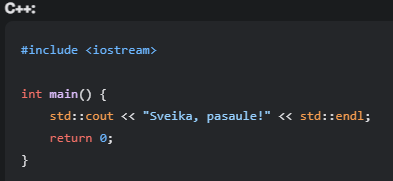 C++:
#include <iostream>
int main() {
    std::cout << "Sveika, pasaule!" << std::endl;
    return 0;
}